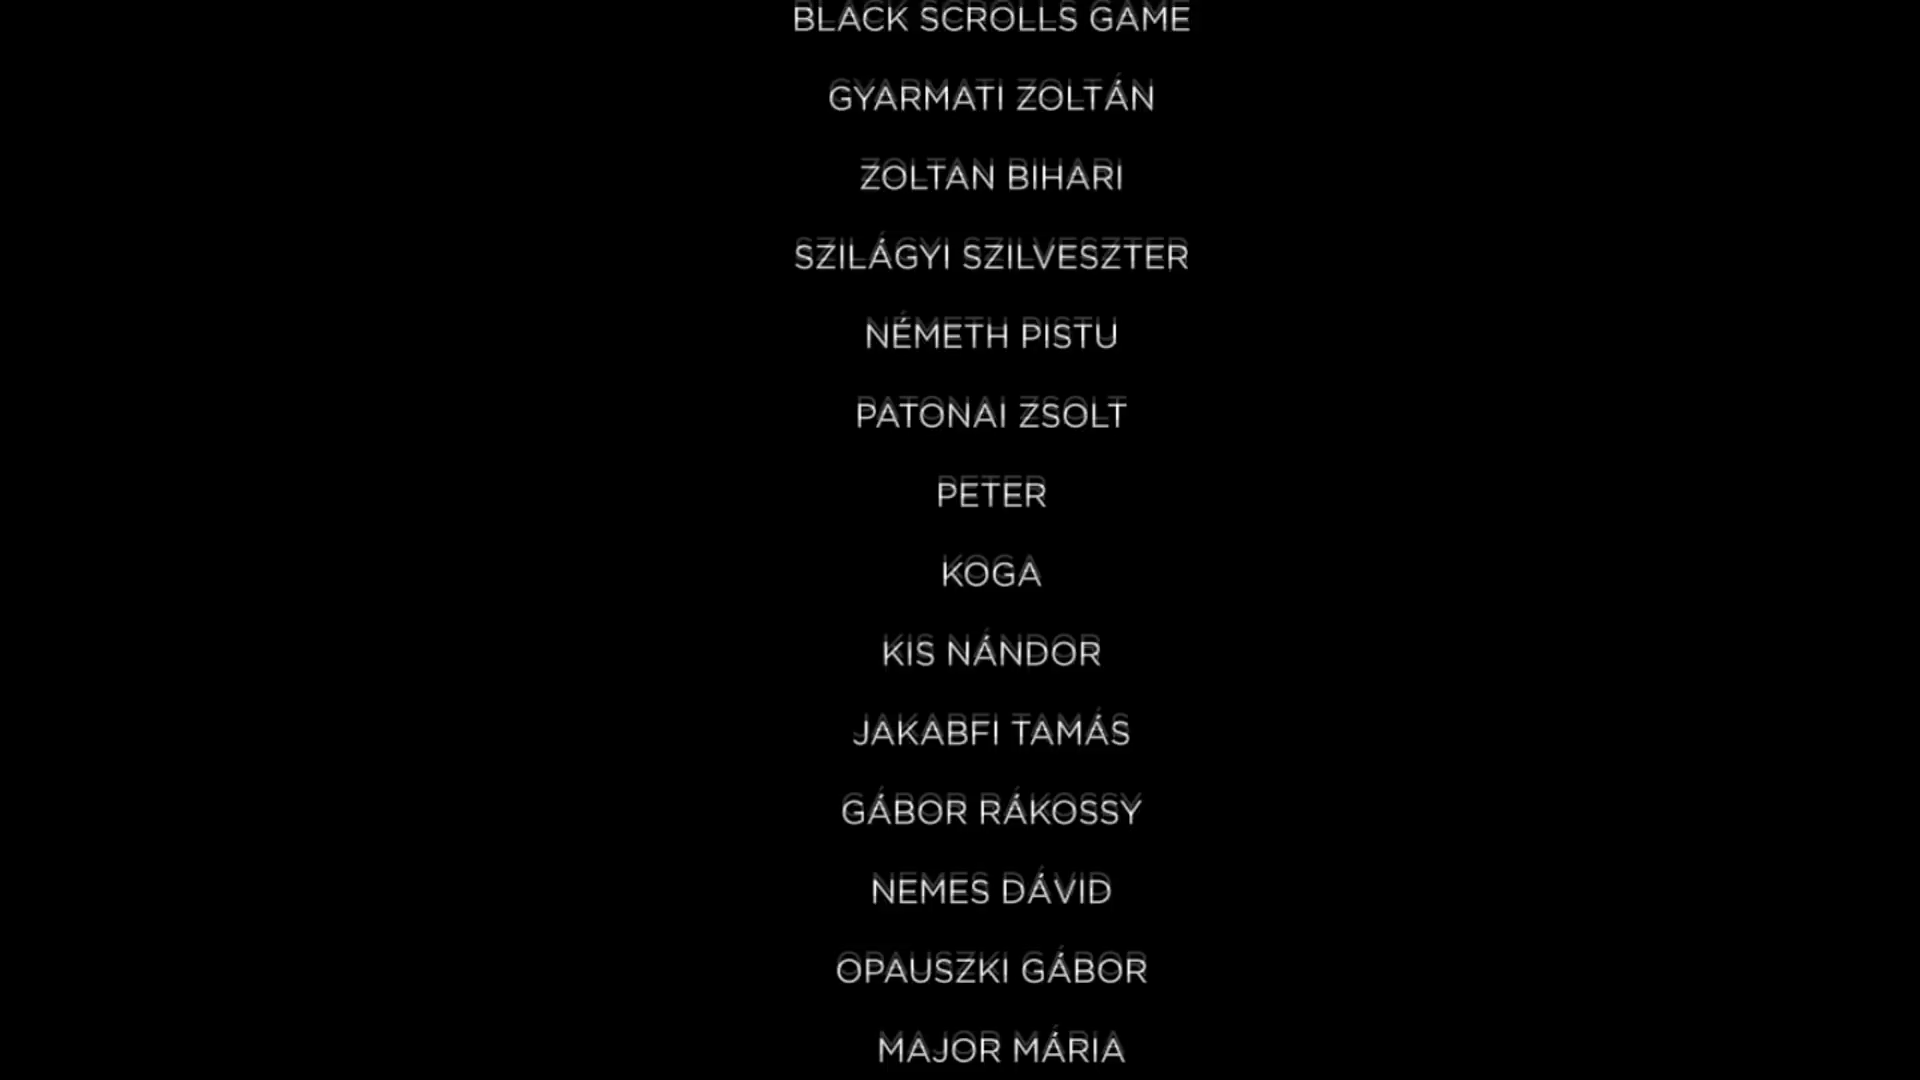 BLACK SCROLLS GAME
GYARMATI ZOLTÁN
ZOLTAN BIHARI
SZILÁGYI SZILVESZTER
NÉMETH PISTU
PATONAI ZSOLT
PETER
KOGA
KIS NÁNDOR
JAKABFI TAMÁS
GÁBOR RÁKOSSY
NEMES DÁVID
OPAUSZKI GÁBOR
MAJOR MÁRIA